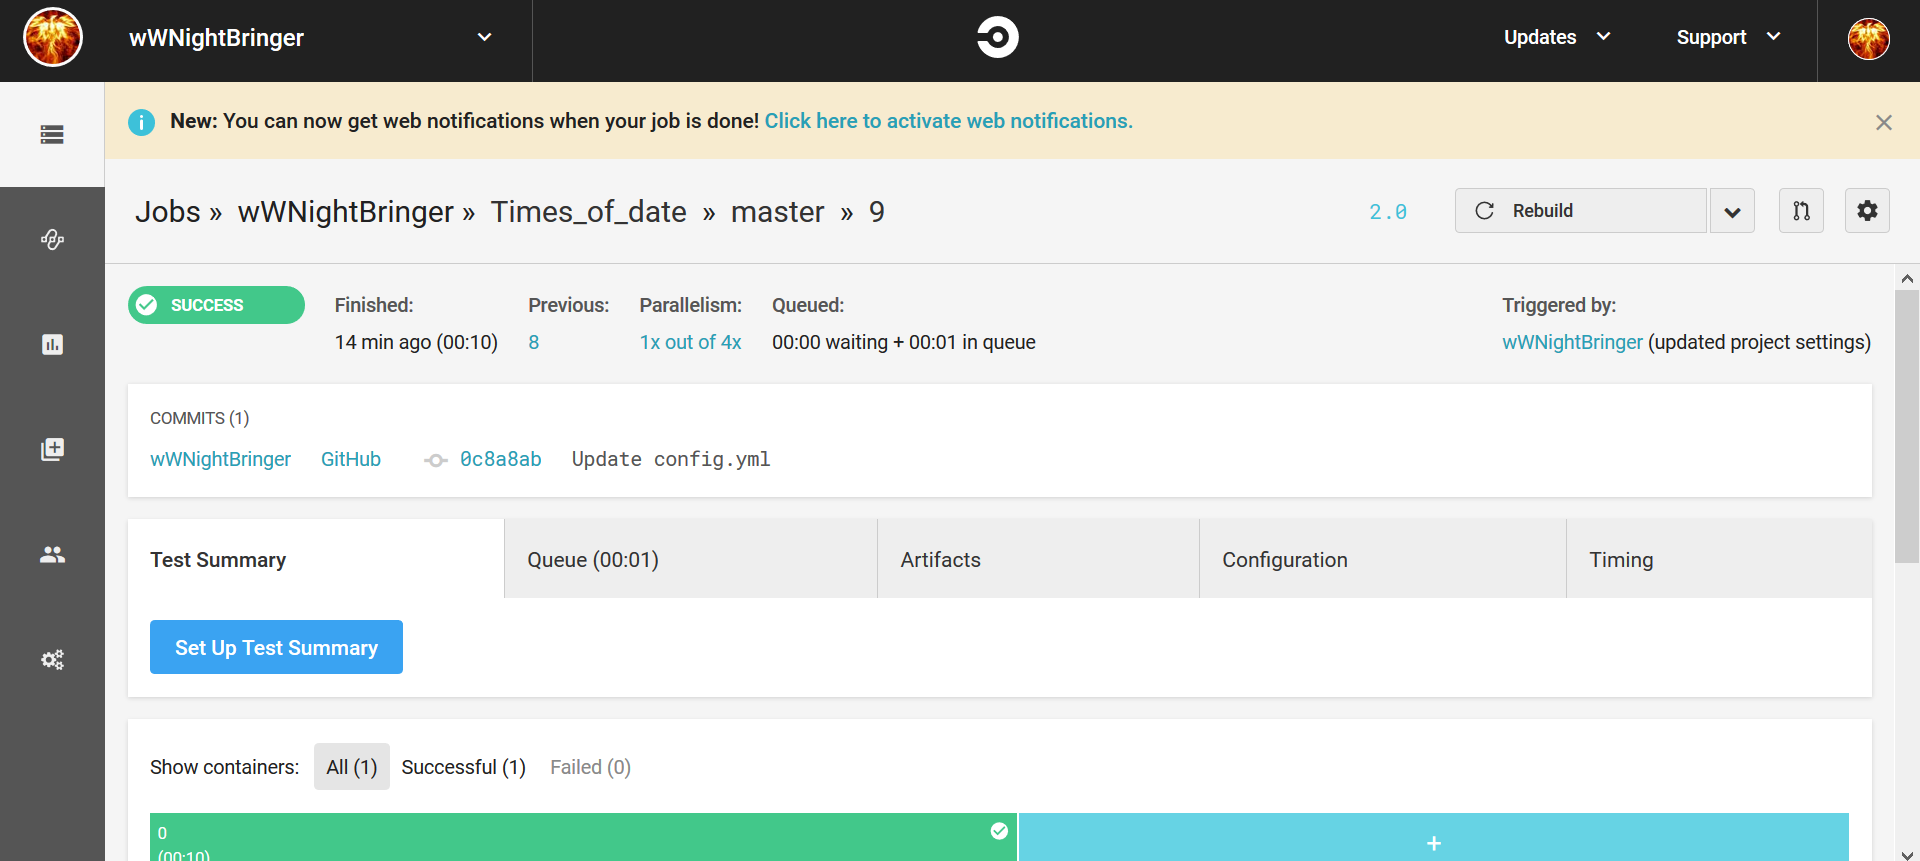 wWNightBringer
Updates
Support
New: You can now get web notifications when your job is done! Click here to activate web notifications.
Jobs » wWNightBringer » Times_of_date » master » 9
2.0
Rebuild
SUCCESS
Finished:
14 min ago (00:10)
Previous:
8
Parallelism:
1x out of 4x
Queued:
00:00 waiting + 00:01 in queue
Triggered by:
wWNightBringer (updated project settings)
COMMITS (1)
wWNightBringer GitHub 0c8a8ab Update config.yml
Test Summary
Queue (00:01)
Artifacts
Configuration
Timing
Set Up Test Summary
Show containers: All (1) Successful (1) Failed (0)
0
(00:10)
+